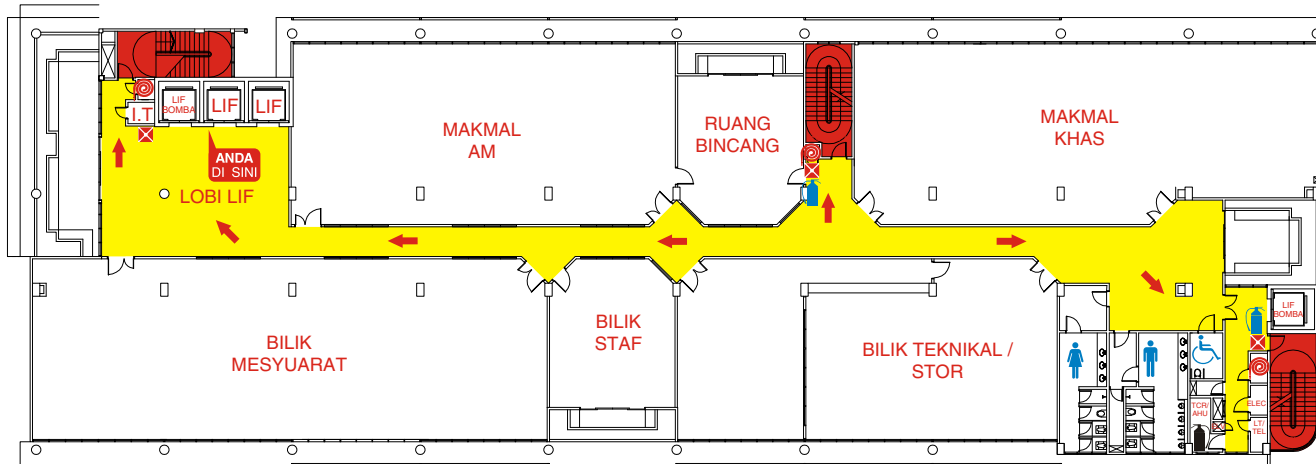 I.T
LIF
BOMBA
LIF
LIF
ANDA
DI SINI
LOBI LIF
MAKMAL
AM
RUANG
BINCANG
MAKMAL
KHAS
BILIK
MESYUARAT
BILIK
STAF
BILIK TEKNIKAL /
STOR
LIF
BOMBA
TCR/
AHU
ELEC
LT/
TEL